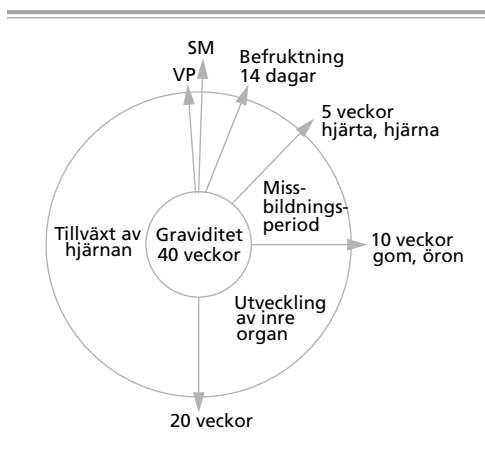 SM
VP
Befruktning
14 dagar
5 veckor
hjärta, hjärna
Miss-
bildnings-
period
Tillväxt av
hjärnan
Graviditet
40 veckor
10 veckor
gom, öron
Utveckling
av inre
organ
20 veckor